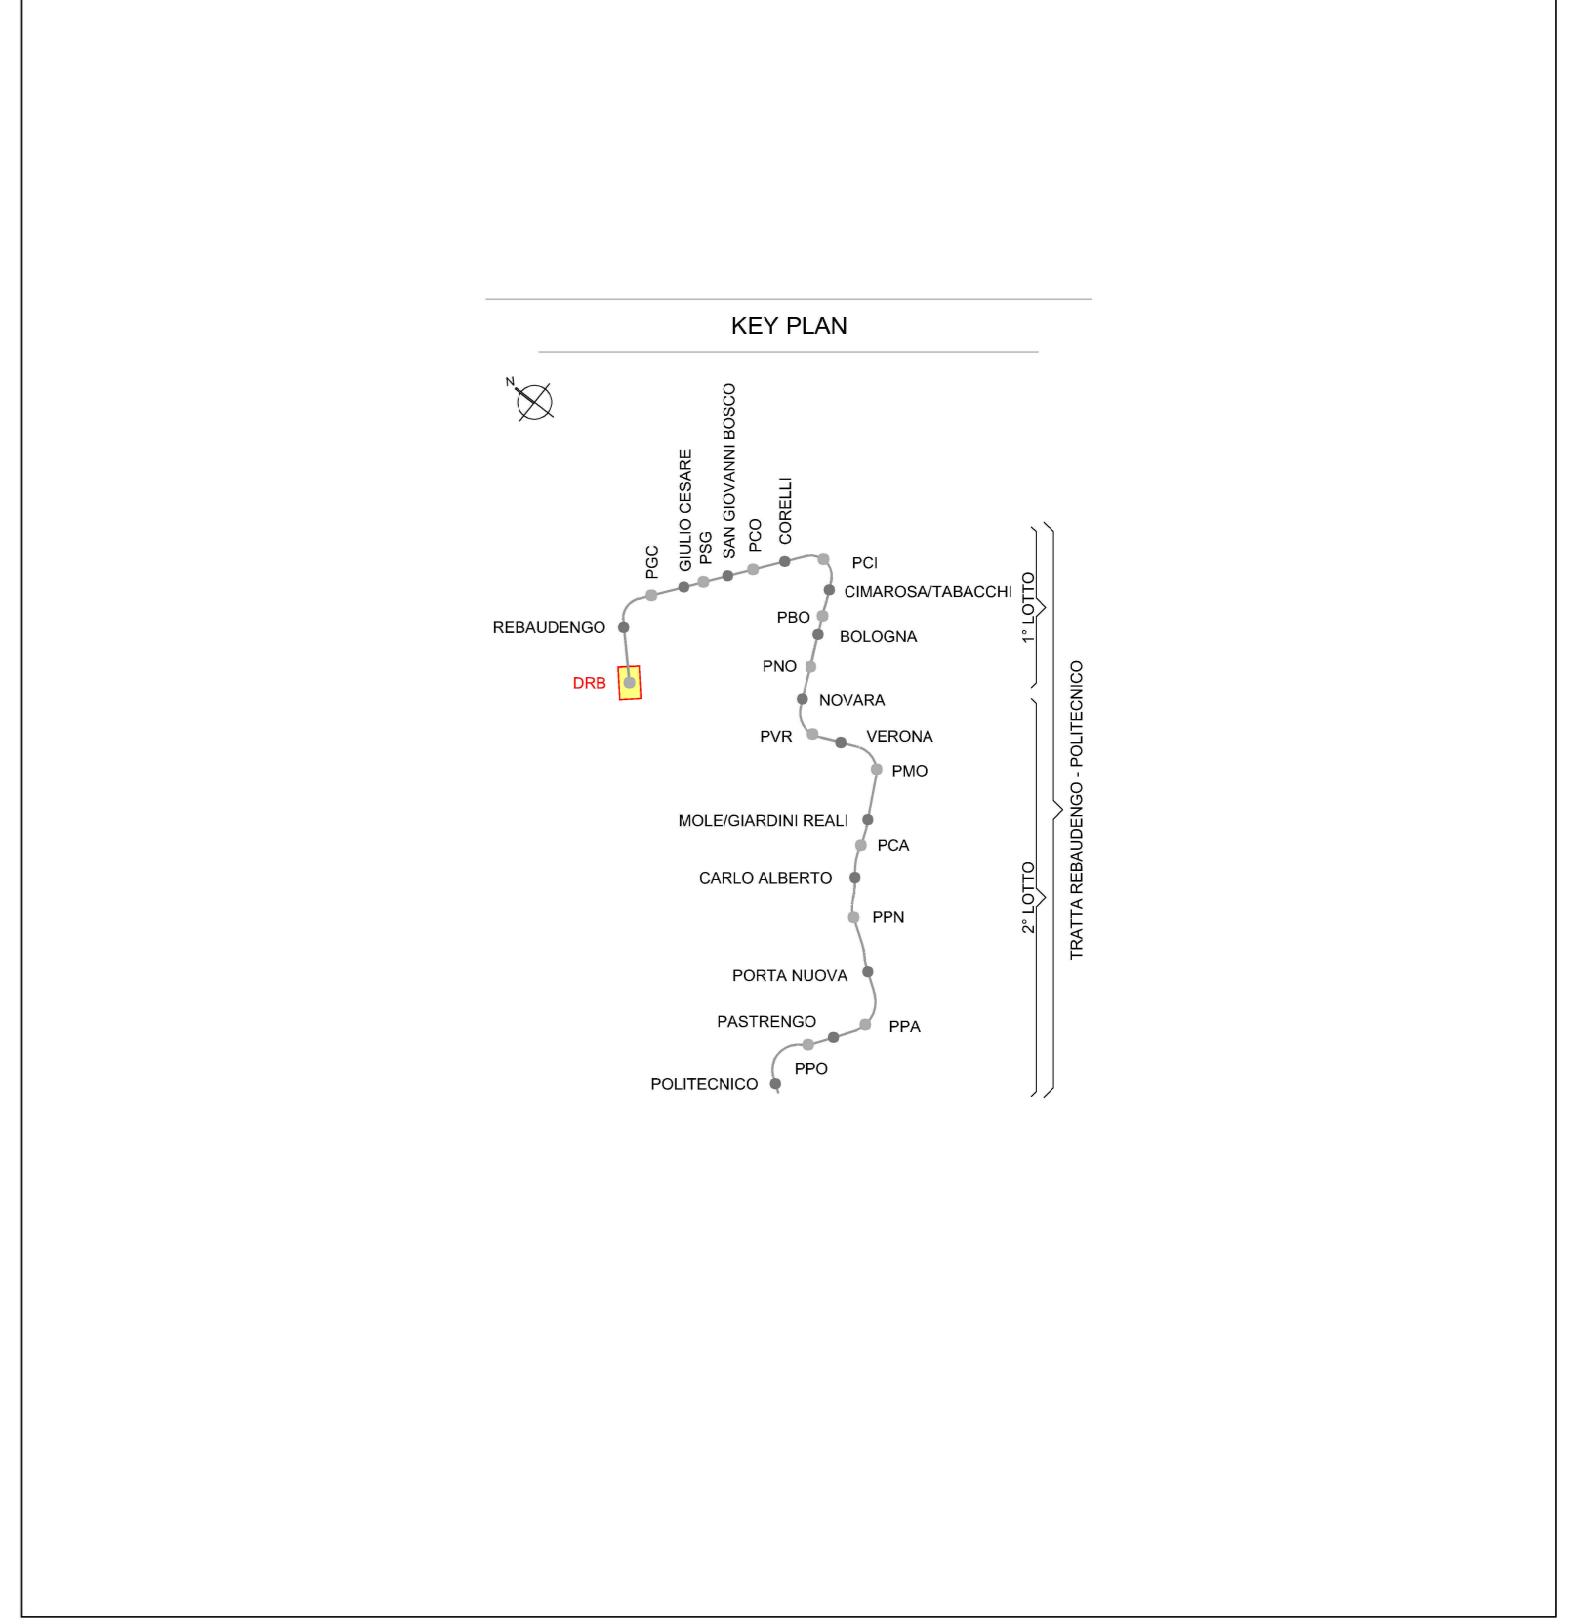 KEY PLAN
N
PGC
GIULIO CESARE
PSG
SAN GIOVANNI BOSCO
PCO
CORELLI
PCI
CIMAROSA/TABACCHI
REBAUDENGO
PBO
BOLOGNA
PNO
DRB
NOVARA
PVR
VERONA
PMO
MOLE/GIARDINI REALI
PCA
CARLO ALBERTO
PPN
PORTA NUOVA
PASTRENGO
PPA
PPO
POLITECNICO
1° LOTTO
2° LOTTO
TRATTA REBAUDENGO - POLITECNICO